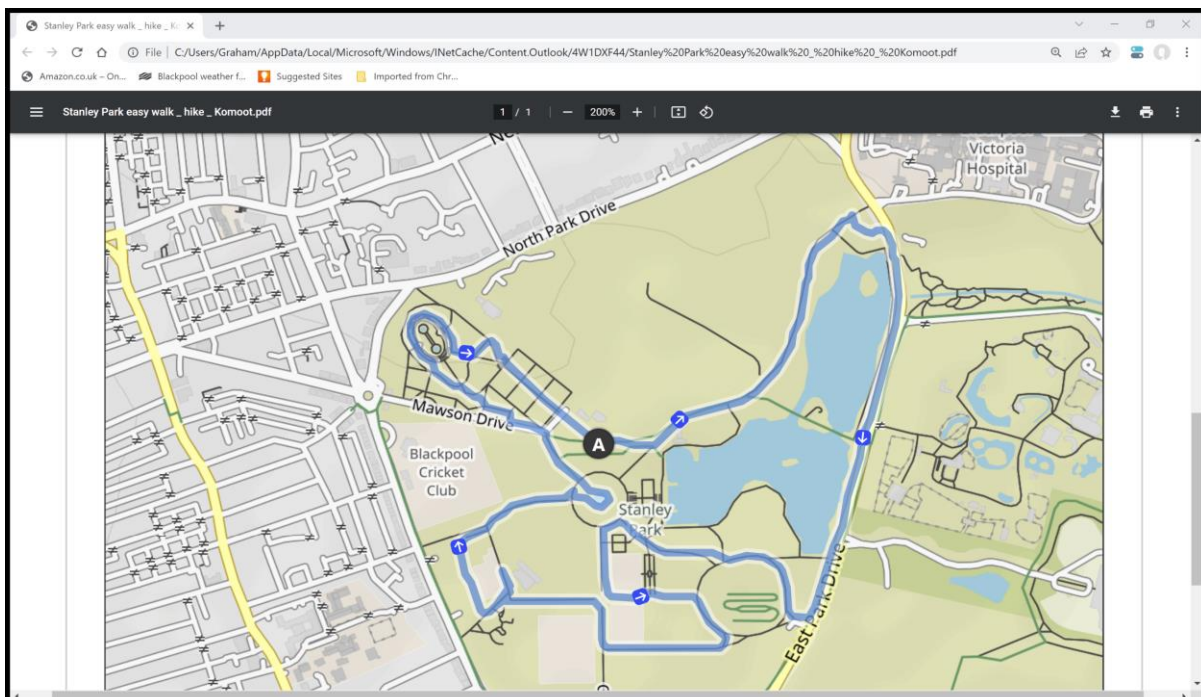 Stanley Park easy walk _ hike _ Ko
File
C:/Users/Graham/AppData/Local/Microsoft/Windows/INetCache/Content.Outlook/4W1DXF44/Stanley%20Park%20easy%20walk%20_%20hike%20_%20Komoot.pdf
Amazon.co.uk – On...
Blackpool weather f...
Suggested Sites
Imported from Chr...
Stanley Park easy walk _ hike _ Komoot.pdf
1 / 1
200%
Victoria
Hospital
North Park Drive
Mawson Drive
A
Blackpool
Cricket
Club
Stanley
Park
East Park Drive